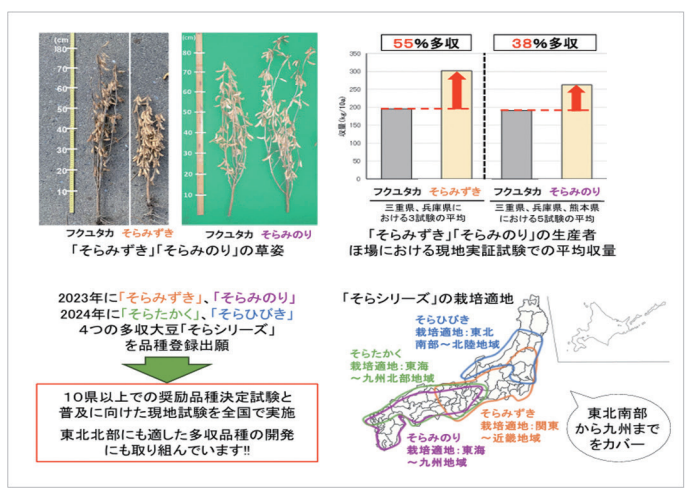 (cm)
80
70
60
50
40
30
20
10
(cm)
80
70
60
50
40
30
20
10
フクユタカ そらみずき
フクユタカ そらみのり
「そらみずき」「そらみのり」の草姿
55%多収
38%多収
収量(kg/10a)
350
300
250
200
150
100
50
0
フクユタカ そらみずき
フクユタカ そらみのり
三重県、兵庫県に
おける3試験の平均
三重県、兵庫県、熊本県
における5試験の平均
「そらみずき」「そらみのり」の生産者
ほ場における現地実証試験での平均収量
2023年に「そらみずき」、「そらみのり」
2024年に「そらたかく」、「そらひびき」
4つの多収大豆「そらシリーズ」
を品種登録出願
10県以上での奨励品種決定試験と
普及に向けた現地試験を全国で実施
東北北部にも適した多収品種の開発
にも取り組んでいます!!
「そらシリーズ」の栽培適地
そらひびき
栽培適地:東北
南部~北陸地域
そらたかく
栽培適地:東海
~九州北部地域
そらみずき
栽培適地:関東
~近畿地域
そらみのり
栽培適地:東海
~九州地域
東北南部
から九州まで
をカバー